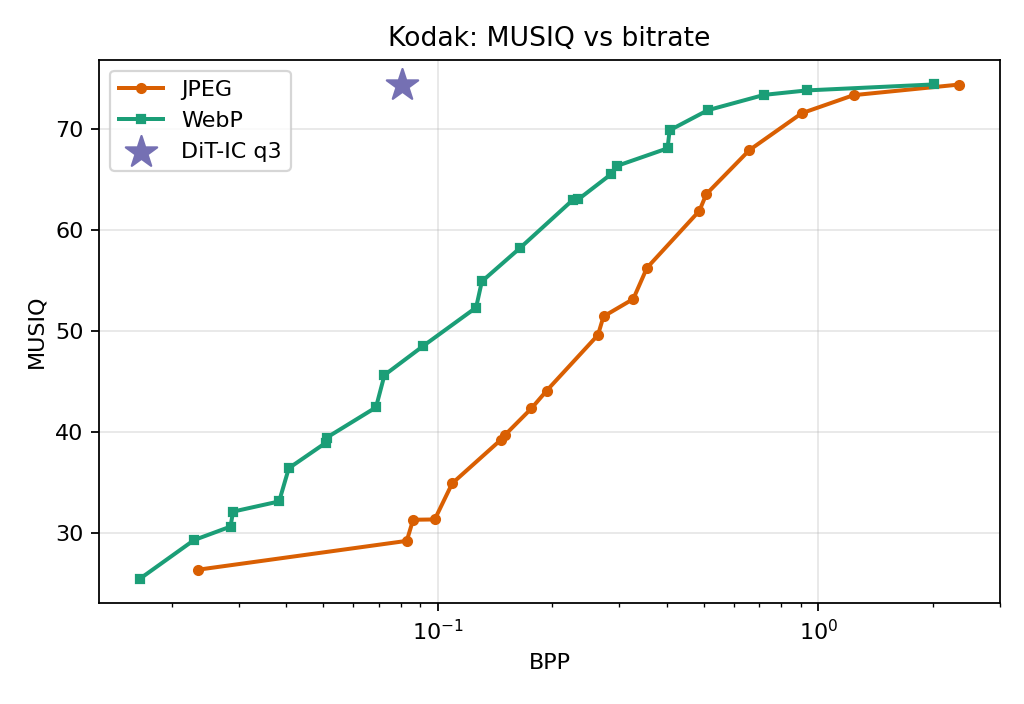 Kodak: MUSIQ vs bitrate
JPEG
WebP
DiT-IC q3
MUSIQ
70
60
50
40
30
10⁻¹
10⁰
BPP